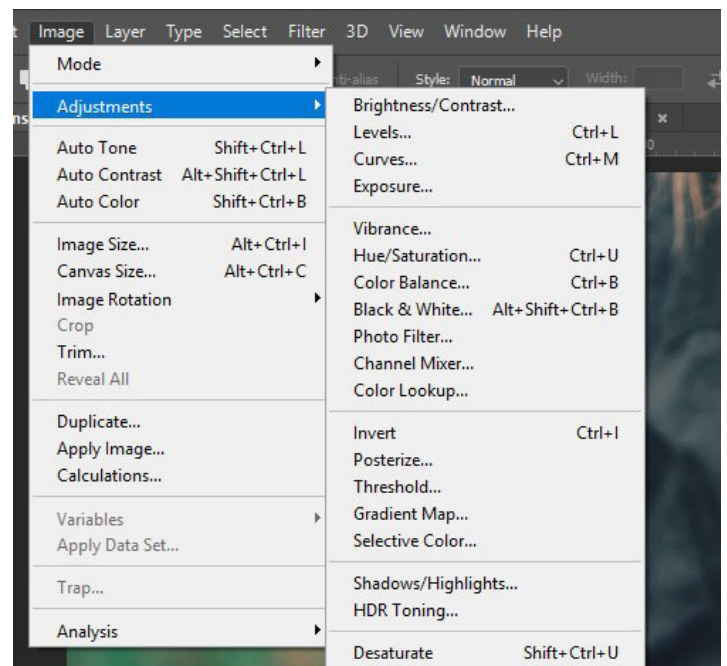 Image Layer Type Select Filter 3D View Window Help
Mode
nti-alias Style: Normal Width:
Adjustments
Auto Tone Shift+Ctrl+L
Auto Contrast Alt+Shift+Ctrl+L
Auto Color Shift+Ctrl+B
Image Size... Alt+Ctrl+I
Canvas Size... Alt+Ctrl+C
Image Rotation
Crop
Trim...
Reveal All
Duplicate...
Apply Image...
Calculations...
Variables
Apply Data Set...
Trap...
Analysis
Brightness/Contrast...
Levels... Ctrl+L
Curves... Ctrl+M
Exposure...
Vibrance...
Hue/Saturation... Ctrl+U
Color Balance... Ctrl+B
Black & White... Alt+Shift+Ctrl+B
Photo Filter...
Channel Mixer...
Color Lookup...
Invert Ctrl+I
Posterize...
Threshold...
Gradient Map...
Selective Color...
Shadows/Highlights...
HDR Toning...
Desaturate Shift+Ctrl+U